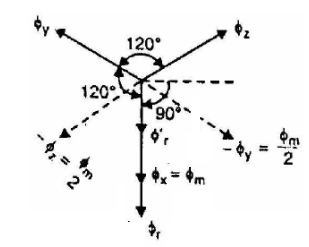 ϕy
120°
ϕz
120°
90°
ϕ'r
- ϕz = ϕm/2
- ϕy = ϕm/2
ϕx = ϕm
ϕr